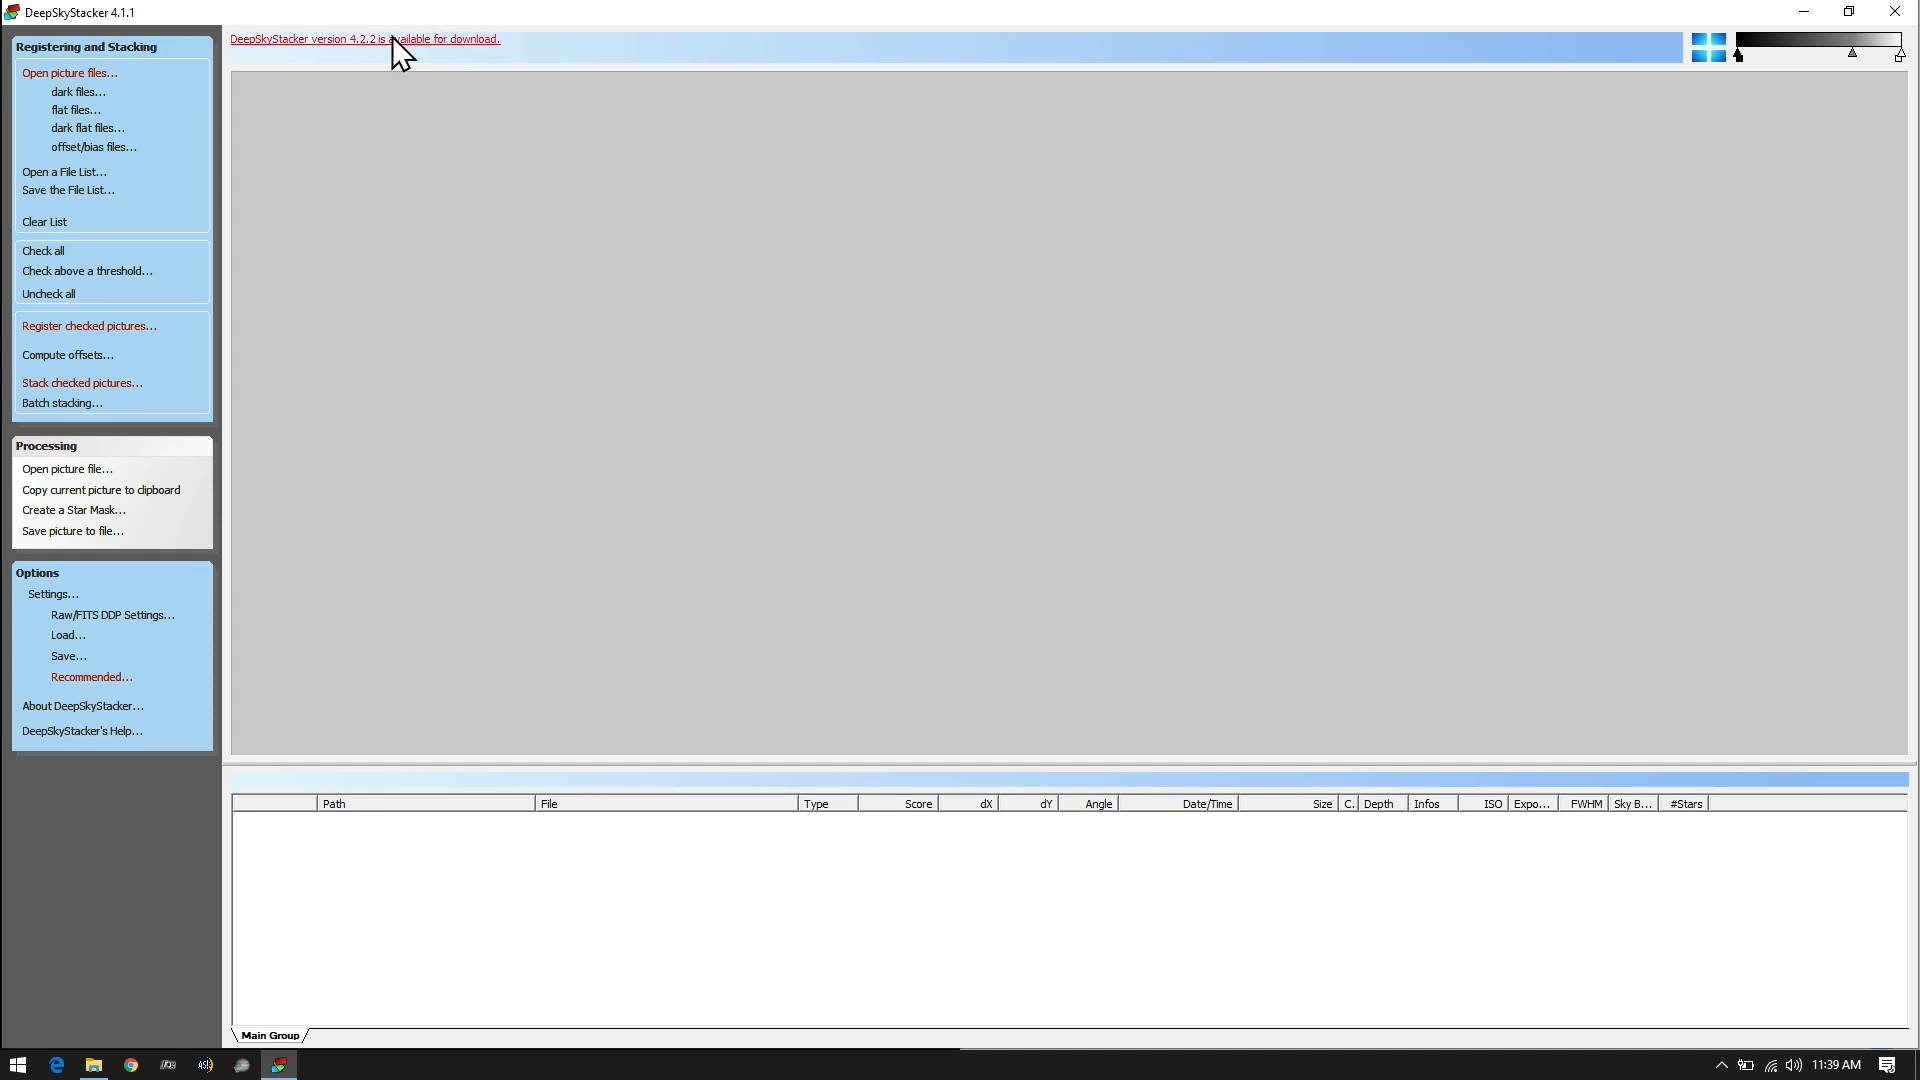 DeepSkyStacker 4.1.1
Registering and Stacking
Open picture files...
dark files...
flat files...
dark flat files...
offset/bias files...
Open a File List...
Save the File List...
Clear List
Check all
Check above a threshold...
Uncheck all
Register checked pictures...
Compute offsets...
Stack checked pictures...
Batch stacking...
Processing
Open picture file...
Copy current picture to clipboard
Create a Star Mask...
Save picture to file...
Options
Settings...
Raw/FITS DDP Settings...
Load...
Save...
Recommended...
About DeepSkyStacker...
DeepSkyStacker's Help...
DeepSkyStacker version 4.2.2 is available for download.
Path File Type Score dX dY Angle Date/Time Size C. Depth Infos ISO Expo... FWHM Sky B... #Stars
Main Group
11:39 AM